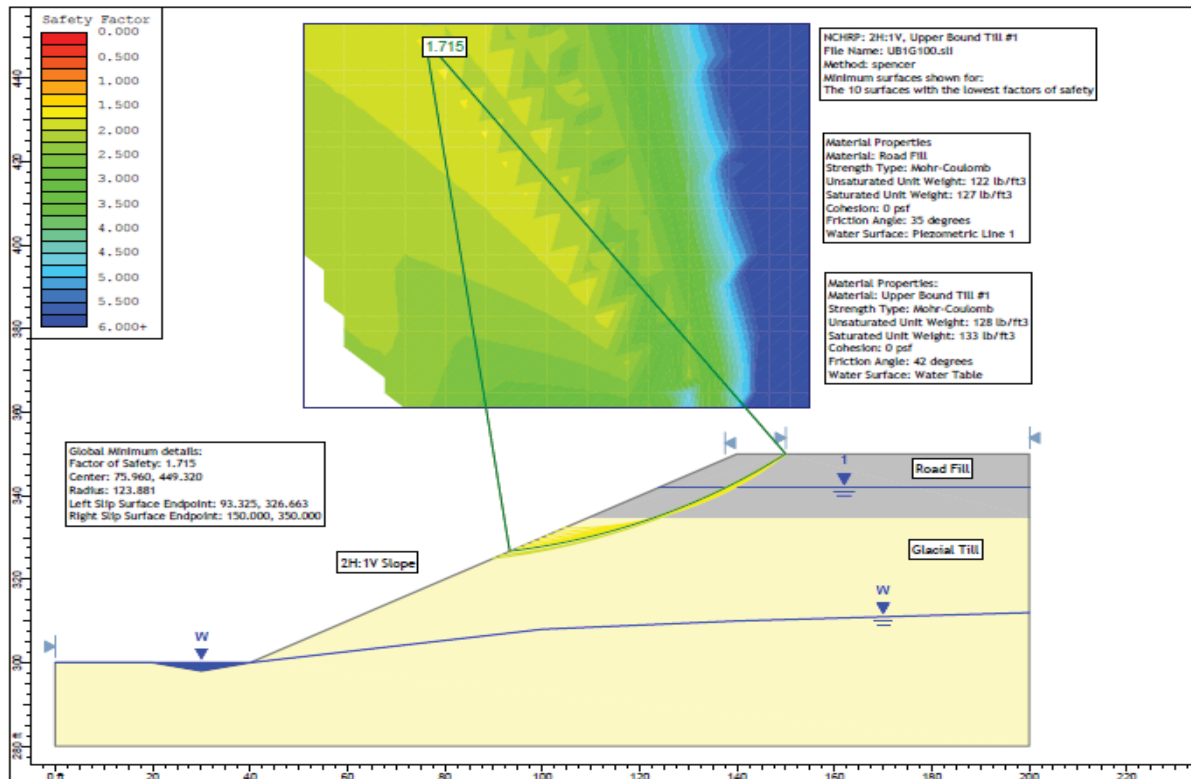 Safety Factor
0.000
0.500
1.000
1.500
2.000
2.500
3.000
3.500
4.000
4.500
5.000
5.500
6.000+
1.715
NCHRP: 2H:1V, Upper Bound Till #1
File Name: UB1G100.sli
Method: spencer
Minimum surfaces shown for:
The 10 surfaces with the lowest factors of safety
Material Properties
Material: Road Fill
Strength Type: Mohr-Coulomb
Unsaturated Unit Weight: 122 lb/ft3
Saturated Unit Weight: 127 lb/ft3
Cohesion: 0 psf
Friction Angle: 35 degrees
Water Surface: Piezometric Line 1
Material Properties:
Material: Upper Bound Till #1
Strength Type: Mohr-Coulomb
Unsaturated Unit Weight: 128 lb/ft3
Saturated Unit Weight: 133 lb/ft3
Cohesion: 0 psf
Friction Angle: 42 degrees
Water Surface: Water Table
Global Minimum details:
Factor of Safety: 1.715
Center: 75.960, 449.320
Radius: 123.881
Left Slip Surface Endpoint: 93.325, 326.663
Right Slip Surface Endpoint: 150.000, 350.000
Road Fill
1
Glacial Till
2H:1V Slope
W
W
440
420
400
380
360
340
320
300
280 ft
0 ft
20
40
60
80
100
120
140
160
180
200
220